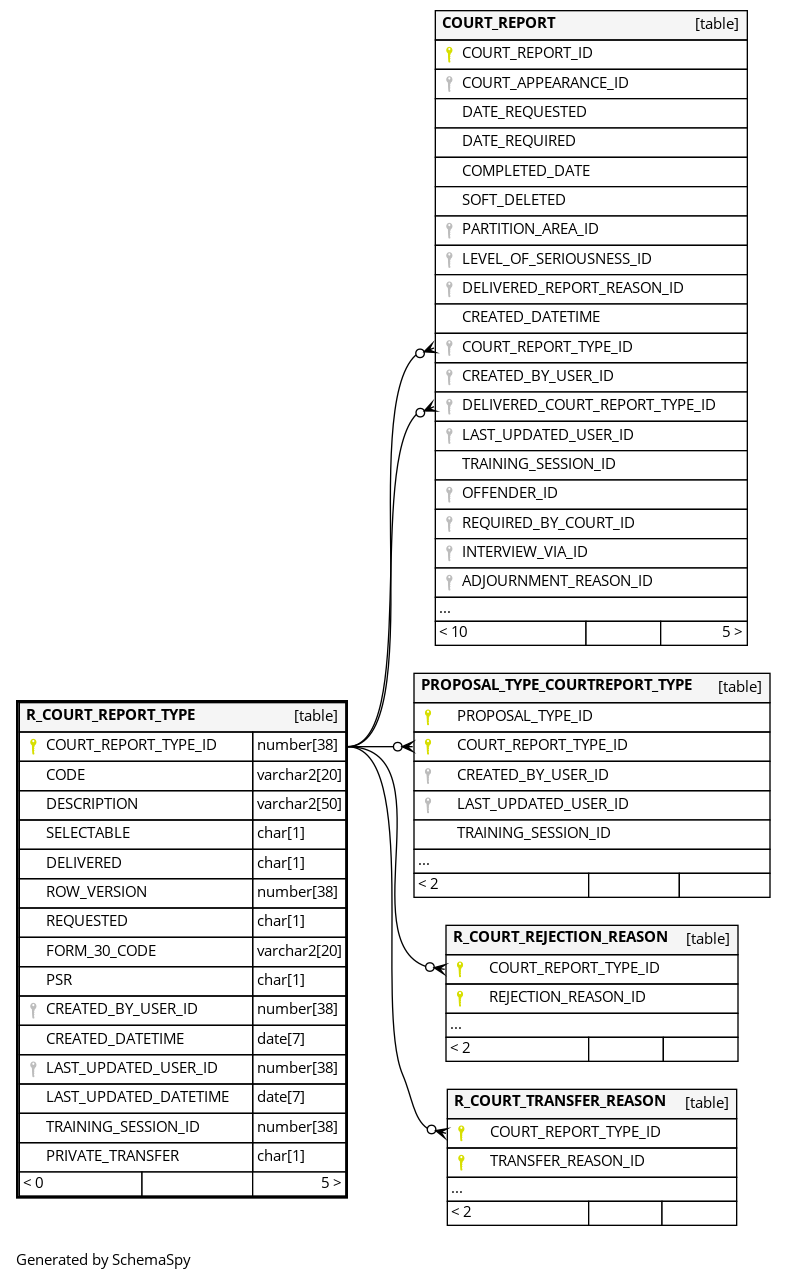 COURT_REPORT [table]
COURT_REPORT_ID
COURT_APPEARANCE_ID
DATE_REQUESTED
DATE_REQUIRED
COMPLETED_DATE
SOFT_DELETED
PARTITION_AREA_ID
LEVEL_OF_SERIOUSNESS_ID
DELIVERED_REPORT_REASON_ID
CREATED_DATETIME
COURT_REPORT_TYPE_ID
CREATED_BY_USER_ID
DELIVERED_COURT_REPORT_TYPE_ID
LAST_UPDATED_USER_ID
TRAINING_SESSION_ID
OFFENDER_ID
REQUIRED_BY_COURT_ID
INTERVIEW_VIA_ID
ADJOURNMENT_REASON_ID
...
< 10 5 >
R_COURT_REPORT_TYPE [table]
COURT_REPORT_TYPE_ID number[38]
CODE varchar2[20]
DESCRIPTION varchar2[50]
SELECTABLE char[1]
DELIVERED char[1]
ROW_VERSION number[38]
REQUESTED char[1]
FORM_30_CODE varchar2[20]
PSR char[1]
CREATED_BY_USER_ID number[38]
CREATED_DATETIME date[7]
LAST_UPDATED_USER_ID number[38]
LAST_UPDATED_DATETIME date[7]
TRAINING_SESSION_ID number[38]
PRIVATE_TRANSFER char[1]
< 0 5 >
PROPOSAL_TYPE_COURTREPORT_TYPE [table]
PROPOSAL_TYPE_ID
COURT_REPORT_TYPE_ID
CREATED_BY_USER_ID
LAST_UPDATED_USER_ID
TRAINING_SESSION_ID
...
< 2
R_COURT_REJECTION_REASON [table]
COURT_REPORT_TYPE_ID
REJECTION_REASON_ID
...
< 2
R_COURT_TRANSFER_REASON [table]
COURT_REPORT_TYPE_ID
TRANSFER_REASON_ID
...
< 2
Generated by SchemaSpy